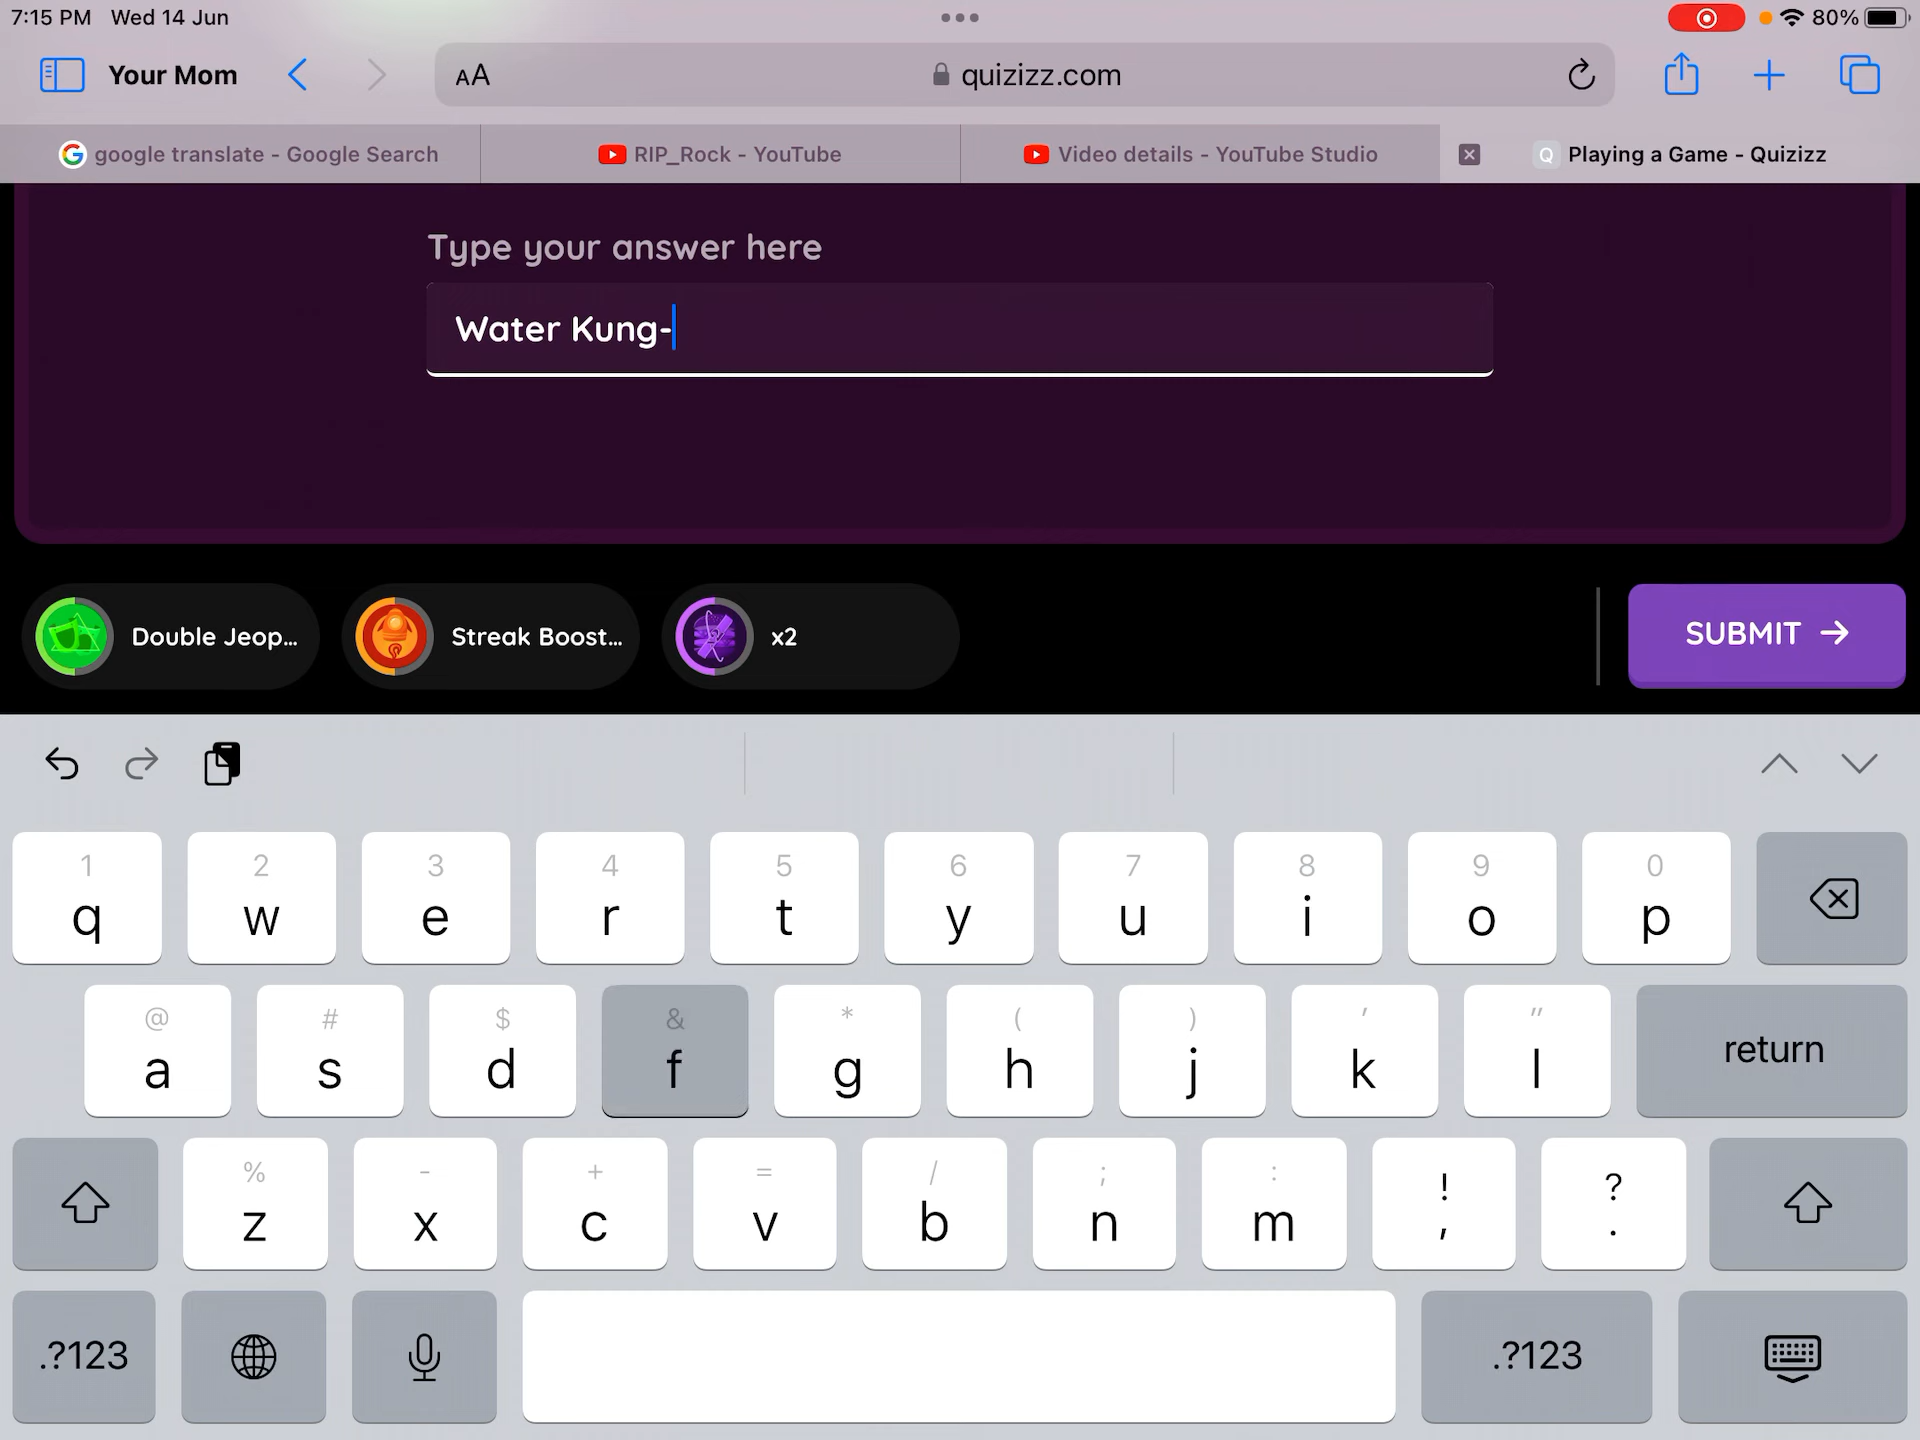 7:15 PM Wed 14 Jun
80%
Your Mom
AA
quizizz.com
google translate - Google Search
RIP_Rock - YouTube
Video details - YouTube Studio
Playing a Game - Quizizz
Type your answer here
Water Kung-
Double Jeop...
Streak Boost...
x2
SUBMIT →
1 2 3 4 5 6 7 8 9 0
q w e r t y u i o p
@ # $ & * ( ) ' "
a s d f g h j k l return
% - + = / ; : ! ?
z x c v b n m , .
.?123 .?123